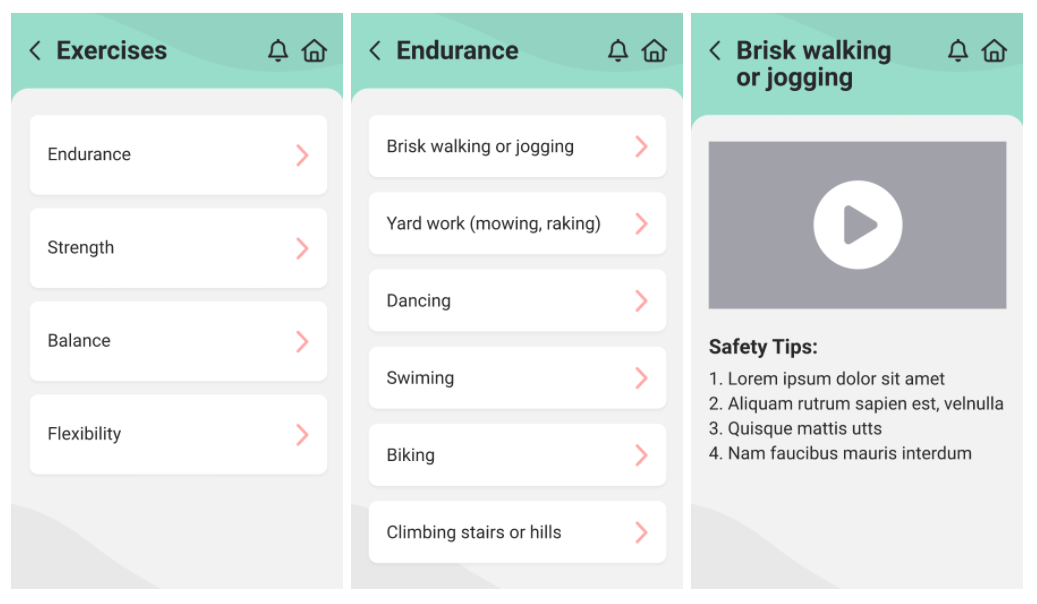 Exercises
Endurance
Strength
Balance
Flexibility
Endurance
Brisk walking or jogging
Yard work (mowing, raking)
Dancing
Swiming
Biking
Climbing stairs or hills
Brisk walking
or jogging
Safety Tips:
1. Lorem ipsum dolor sit amet
2. Aliquam rutrum sapien est, velnulla
3. Quisque mattis utts
4. Nam faucibus mauris interdum